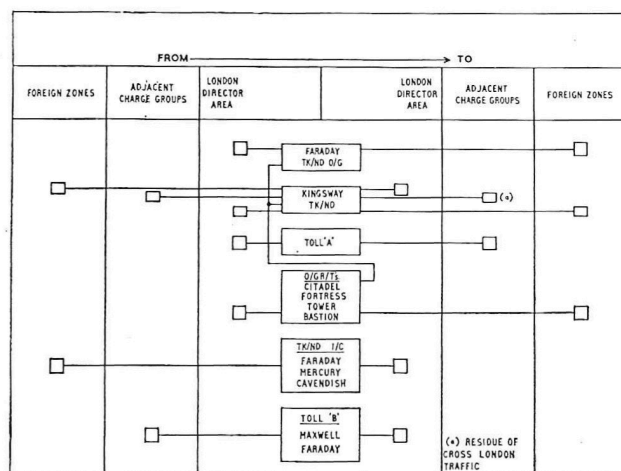 FROM TO
FOREIGN ZONES
ADJACENT
CHARGE GROUPS
LONDON
DIRECTOR
AREA
LONDON
DIRECTOR
AREA
ADJACENT
CHARGE GROUPS
FOREIGN ZONES
FARADAY
TK/ND O/G
KINGSWAY
TK/ND
(a)
TOLL 'A'
O/GR/Ts
CITADEL
FORTRESS
TOWER
BASTION
TK/ND I/C
FARADAY
MERCURY
CAVENDISH
TOLL 'B'
MAXWELL
FARADAY
(a) RESIDUE OF
CROSS LONDON
TRAFFIC